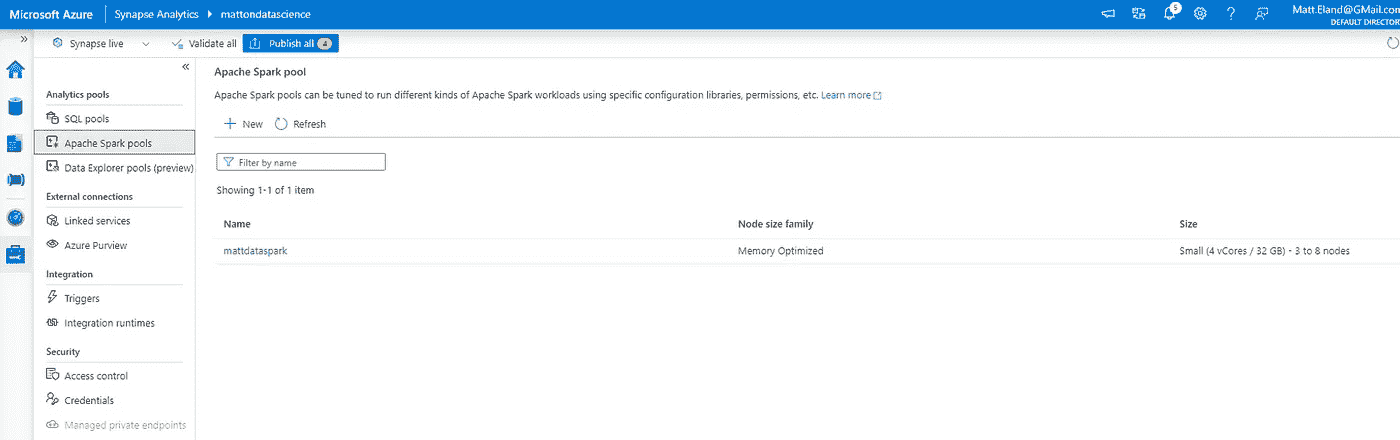 Microsoft Azure Synapse Analytics mattondatascience 5 Matt.Eland@GMail.com
DEFAULT DIRECTOR
Synapse live Validate all Publish all 4
Analytics pools
SQL pools
Apache Spark pools
Data Explorer pools (preview)
External connections
Linked services
Azure Purview
Integration
Triggers
Integration runtimes
Security
Access control
Credentials
Managed private endpoints
Apache Spark pool
Apache Spark pools can be tuned to run different kinds of Apache Spark workloads using specific configuration libraries, permissions, etc. Learn more
New Refresh
Filter by name
Showing 1-1 of 1 item
Name Node size family Size
mattdataspark Memory Optimized Small (4 vCores / 32 GB) - 3 to 8 nodes